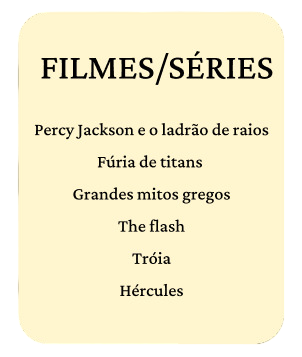 FILMES/SÉRIES
Percy Jackson e o ladrão de raios
Fúria de titans
Grandes mitos gregos
The flash
Tróia
Hércules